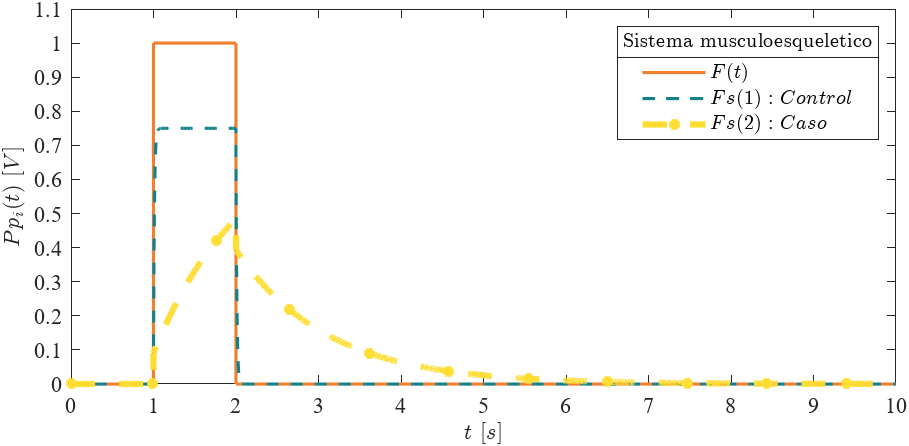 Sistema musculoesqueletico
F(t)
Fs(1) : Control
Fs(2) : Caso
Pp_i(t) [V]
1.1
1
0.9
0.8
0.7
0.6
0.5
0.4
0.3
0.2
0.1
0
0 1 2 3 4 5 6 7 8 9 10
t [s]